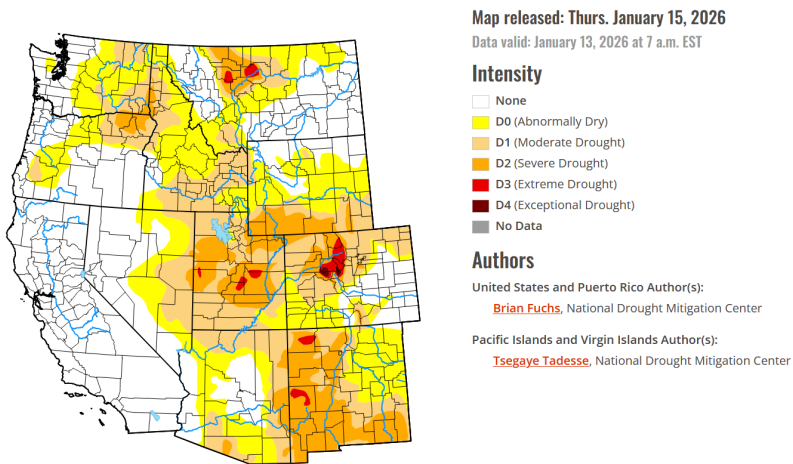 Map released: Thurs. January 15, 2026
Data valid: January 13, 2026 at 7 a.m. EST
Intensity
None
D0 (Abnormally Dry)
D1 (Moderate Drought)
D2 (Severe Drought)
D3 (Extreme Drought)
D4 (Exceptional Drought)
No Data
Authors
United States and Puerto Rico Author(s):
Brian Fuchs, National Drought Mitigation Center
Pacific Islands and Virgin Islands Author(s):
Tsegaye Tadesse, National Drought Mitigation Center